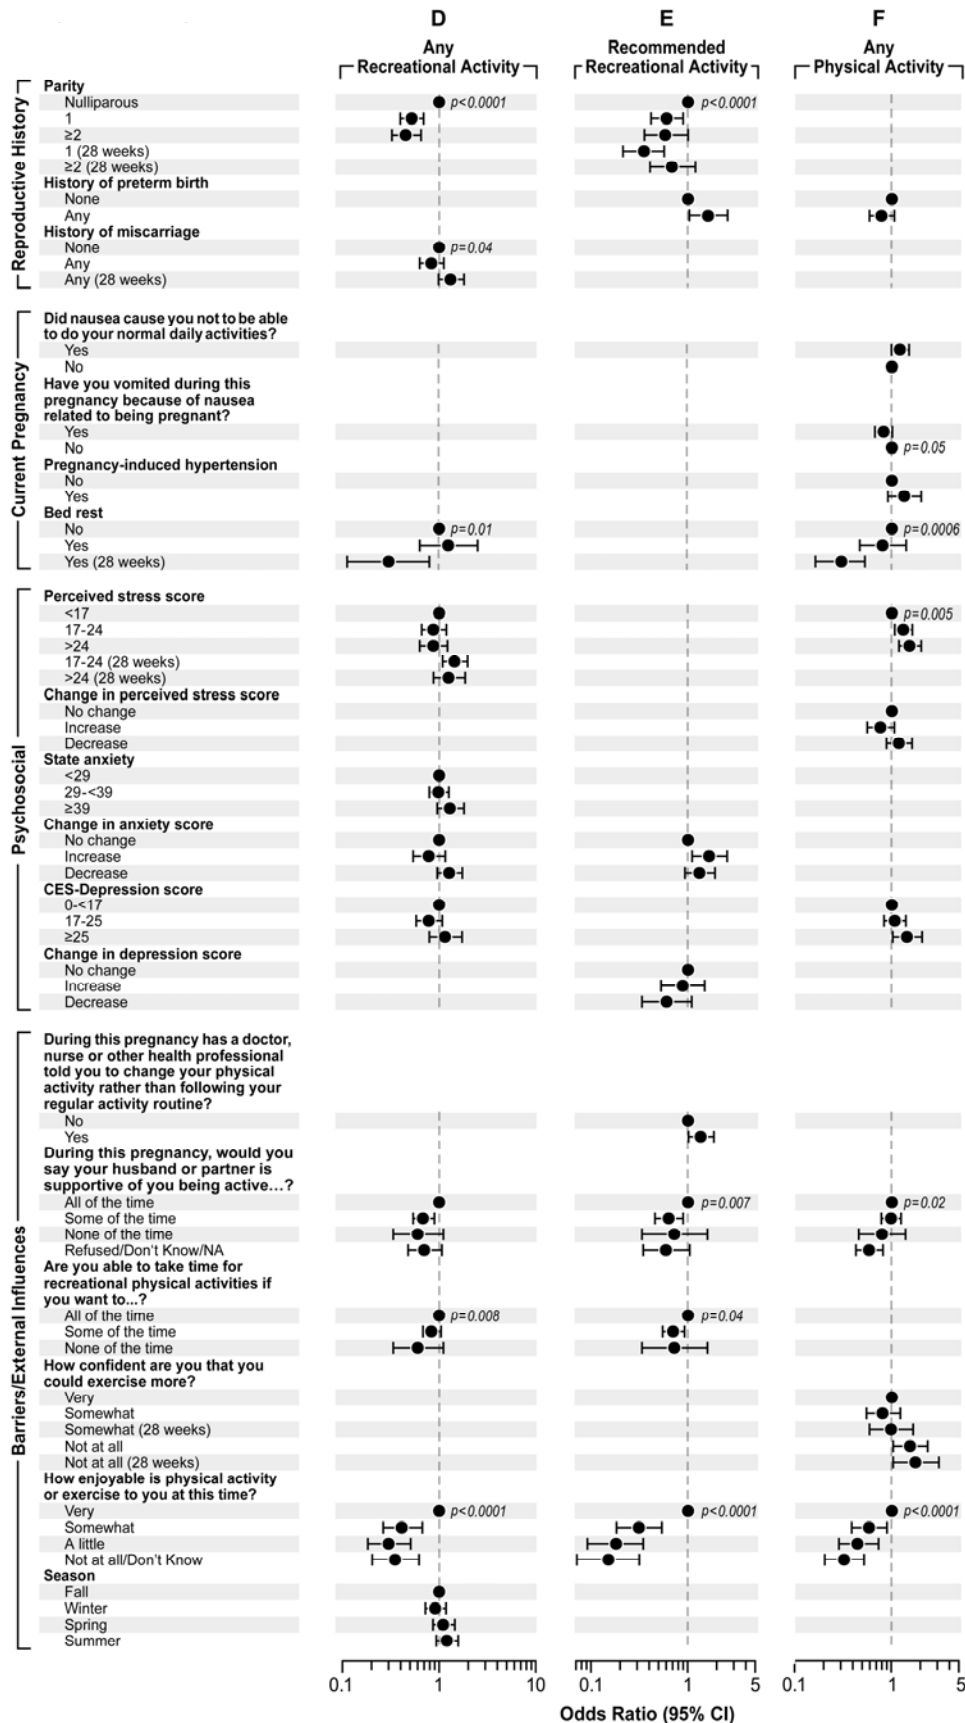 D
E
F
Any
Recreational Activity
Recommended
Recreational Activity
Any
Physical Activity
Reproductive History
Parity
Nulliparous p<0.0001 p<0.0001
1
≥2
1 (28 weeks)
≥2 (28 weeks)
History of preterm birth
None
Any
History of miscarriage
None p=0.04
Any
Any (28 weeks)
Current Pregnancy
Did nausea cause you not to be able
to do your normal daily activities?
Yes
No
Have you vomited during this
pregnancy because of nausea
related to being pregnant?
Yes
No p=0.05
Pregnancy-induced hypertension
No
Yes
Bed rest
No p=0.01 p=0.0006
Yes
Yes (28 weeks)
Psychosocial
Perceived stress score
<17 p=0.005
17-24
>24
17-24 (28 weeks)
>24 (28 weeks)
Change in perceived stress score
No change
Increase
Decrease
State anxiety
<29
29-<39
≥39
Change in anxiety score
No change
Increase
Decrease
CES-Depression score
0-<17
17-25
≥25
Change in depression score
No change
Increase
Decrease
Barriers/External Influences
During this pregnancy has a doctor,
nurse or other health professional
told you to change your physical
activity rather than following your
regular activity routine?
No
Yes
During this pregnancy, would you
say your husband or partner is
supportive of you being active...?
All of the time p=0.007 p=0.02
Some of the time
None of the time
Refused/Don't Know/NA
Are you able to take time for
recreational physical activities if
you want to...?
All of the time p=0.008 p=0.04
Some of the time
None of the time
How confident are you that you
could exercise more?
Very
Somewhat
Somewhat (28 weeks)
Not at all
Not at all (28 weeks)
How enjoyable is physical activity
or exercise to you at this time?
Very p<0.0001 p<0.0001 p<0.0001
Somewhat
A little
Not at all/Don't Know
Season
Fall
Winter
Spring
Summer
0.1 1 10 0.1 1 5 0.1 1 5
Odds Ratio (95% CI)